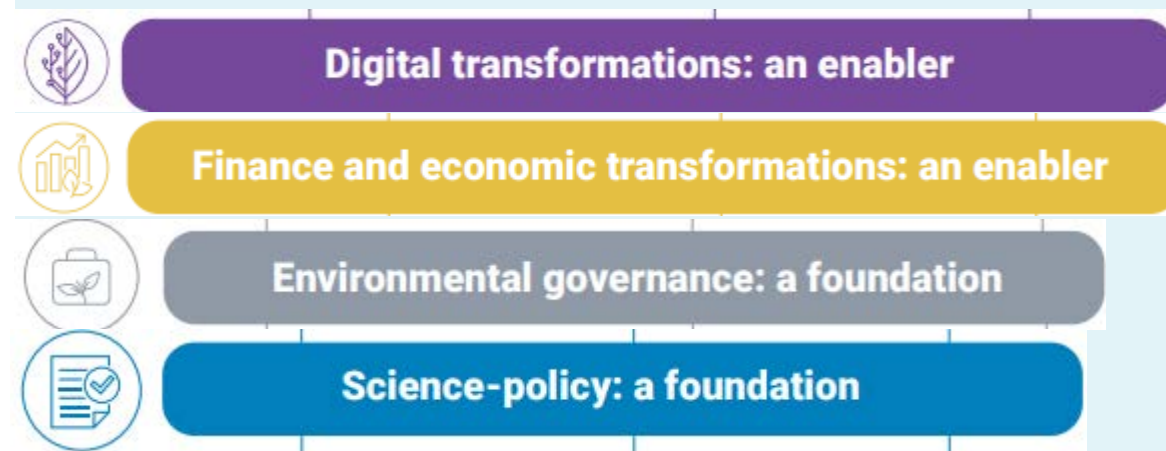 Digital transformations: an enabler
Finance and economic transformations: an enabler
Environmental governance: a foundation
Science-policy: a foundation